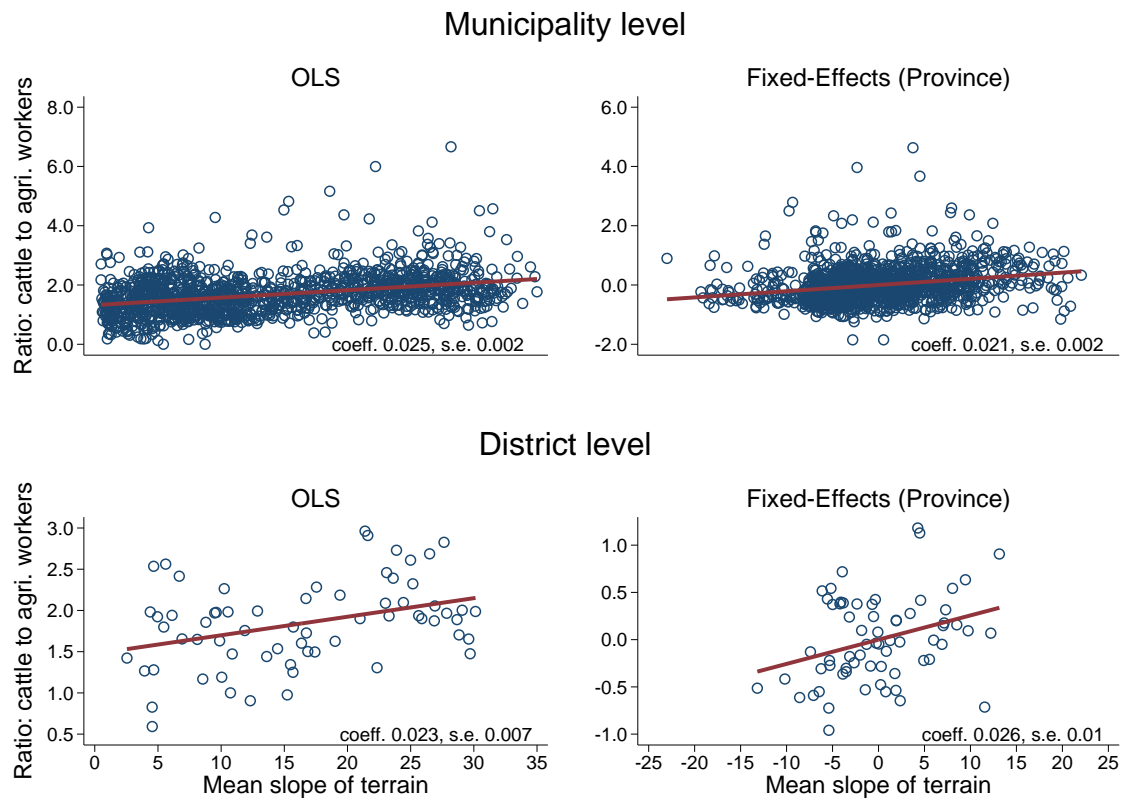 Municipality level
OLS
Fixed-Effects (Province)
Ratio: cattle to agri. workers
8.0
6.0
4.0
2.0
0.0
coeff. 0.025, s.e. 0.002
6.0
4.0
2.0
0.0
-2.0
coeff. 0.021, s.e. 0.002
District level
OLS
Fixed-Effects (Province)
Ratio: cattle to agri. workers
3.0
2.5
2.0
1.5
1.0
0.5
coeff. 0.023, s.e. 0.007
0 5 10 15 20 25 30 35
Mean slope of terrain
1.0
0.5
0.0
-0.5
-1.0
coeff. 0.026, s.e. 0.01
-25 -20 -15 -10 -5 0 5 10 15 20 25
Mean slope of terrain